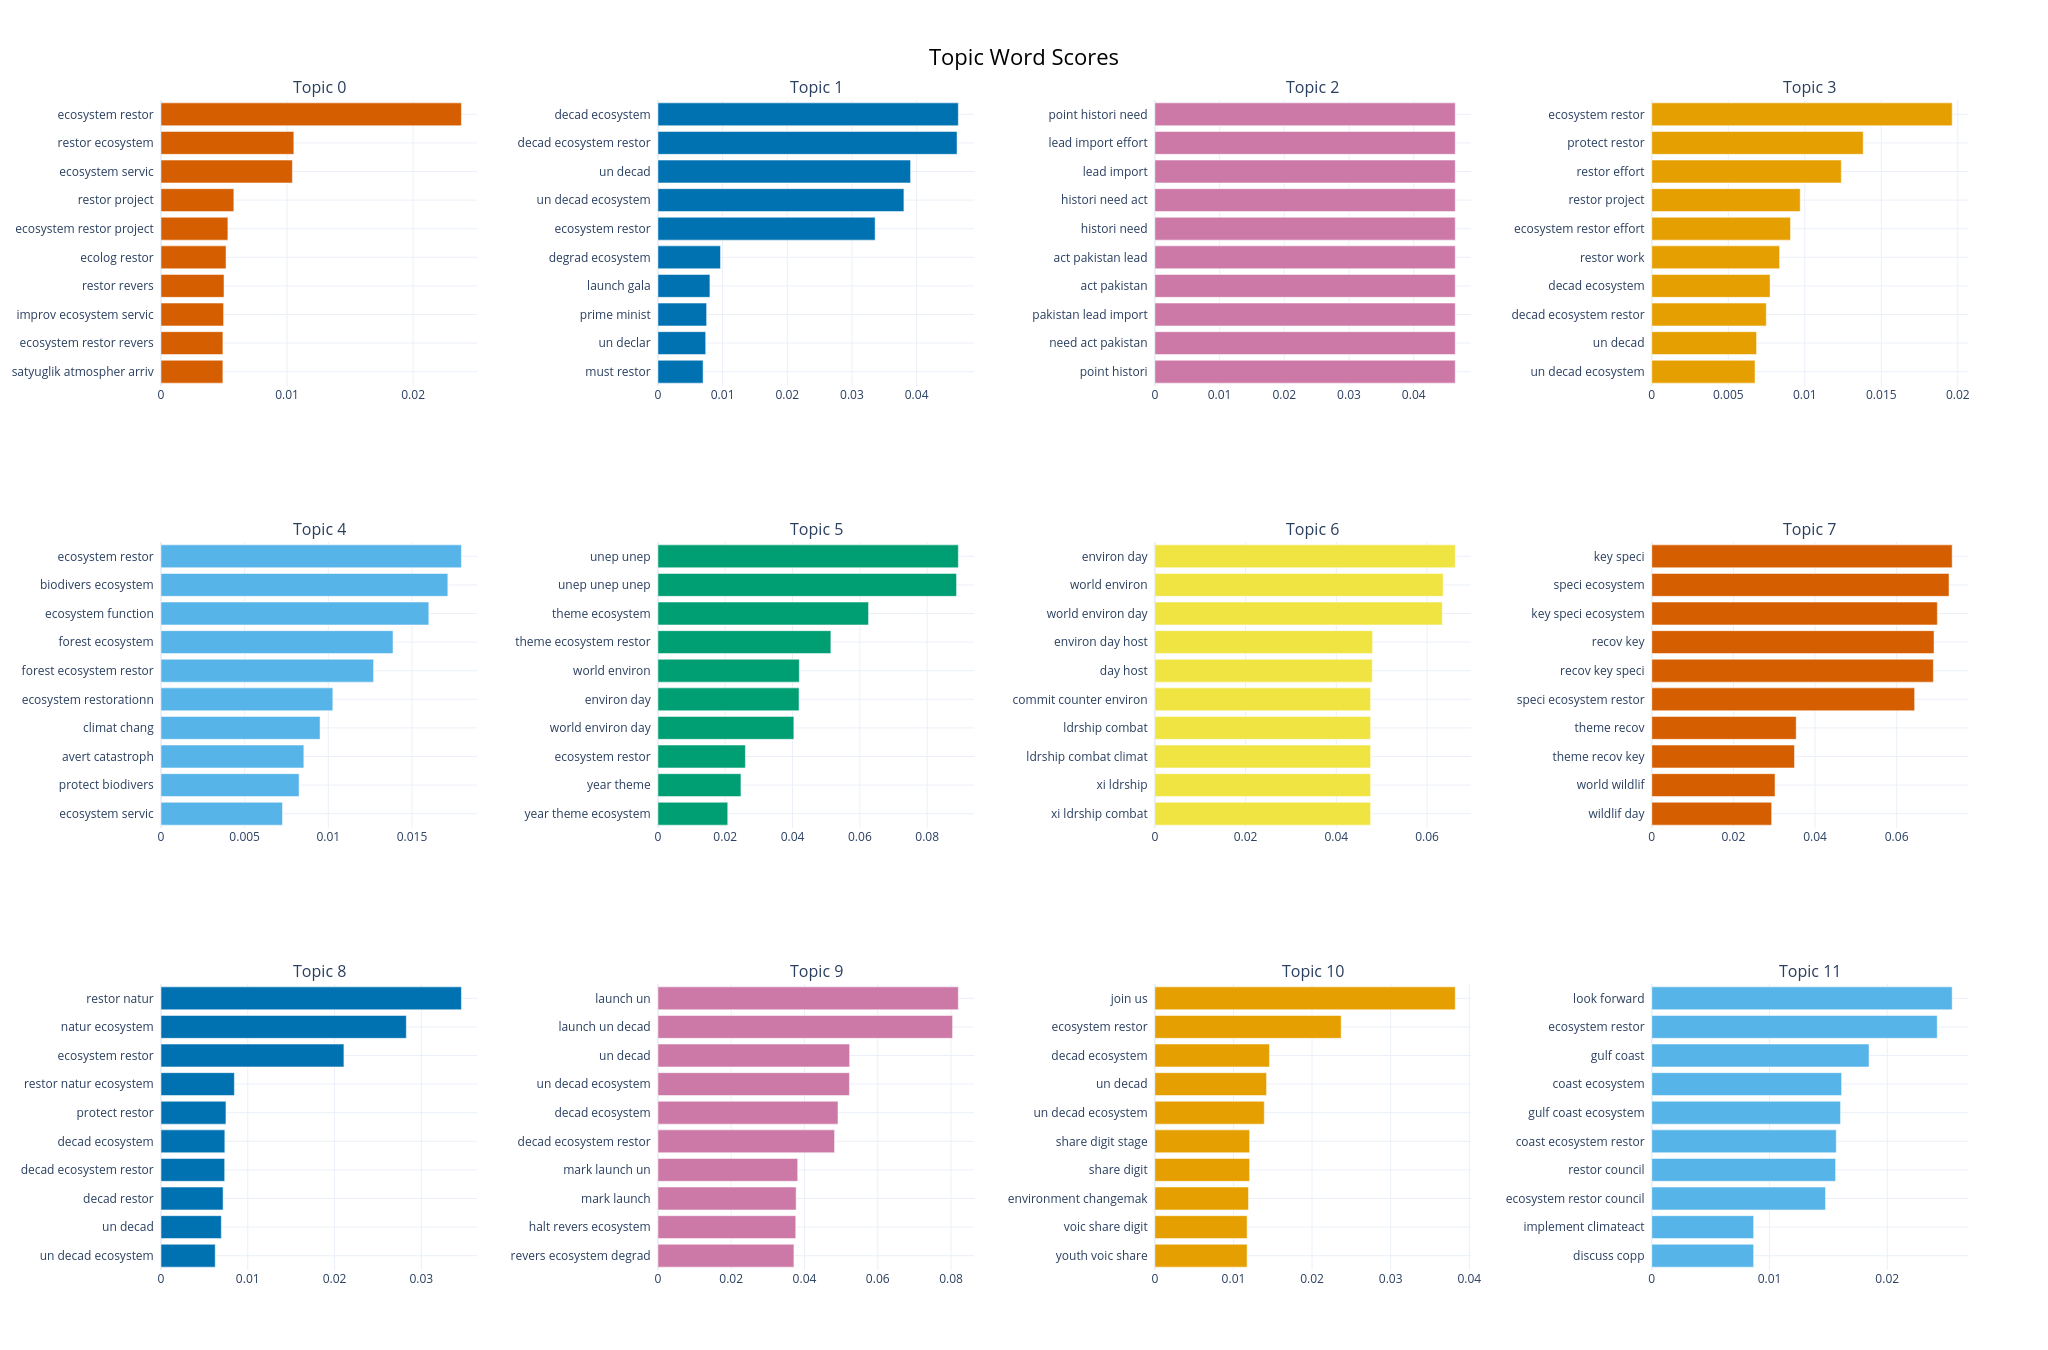 Topic Word Scores
Topic 0
ecosystem restor
restor ecosystem
ecosystem servic
restor project
ecosystem restor project
ecolog restor
restor revers
improv ecosystem servic
ecosystem restor revers
satyuglik atmospher arriv
0 0.01 0.02
Topic 1
decad ecosystem
decad ecosystem restor
un decad
un decad ecosystem
ecosystem restor
degrad ecosystem
launch gala
prime minist
un declar
must restor
0 0.01 0.02 0.03 0.04
Topic 2
point histori need
lead import effort
lead import
histori need act
histori need
act pakistan lead
act pakistan
pakistan lead import
need act pakistan
point histori
0 0.01 0.02 0.03 0.04
Topic 3
ecosystem restor
protect restor
restor effort
restor project
ecosystem restor effort
restor work
decad ecosystem
decad ecosystem restor
un decad
un decad ecosystem
0 0.005 0.01 0.015 0.02
Topic 4
ecosystem restor
biodivers ecosystem
ecosystem function
forest ecosystem
forest ecosystem restor
ecosystem restorationn
climat chang
avert catastroph
protect biodivers
ecosystem servic
0 0.005 0.01 0.015
Topic 5
unep unep
unep unep unep
theme ecosystem
theme ecosystem restor
world environ
environ day
world environ day
ecosystem restor
year theme
year theme ecosystem
0 0.02 0.04 0.06 0.08
Topic 6
environ day
world environ
world environ day
environ day host
day host
commit counter environ
ldrship combat
ldrship combat climat
xi ldrship
xi ldrship combat
0 0.02 0.04 0.06
Topic 7
key speci
speci ecosystem
key speci ecosystem
recov key
recov key speci
speci ecosystem restor
theme recov
theme recov key
world wildlif
wildlif day
0 0.02 0.04 0.06
Topic 8
restor natur
natur ecosystem
ecosystem restor
restor natur ecosystem
protect restor
decad ecosystem
decad ecosystem restor
decad restor
un decad
un decad ecosystem
0 0.01 0.02 0.03
Topic 9
launch un
launch un decad
un decad
un decad ecosystem
decad ecosystem
decad ecosystem restor
mark launch un
mark launch
halt revers ecosystem
revers ecosystem degrad
0 0.02 0.04 0.06 0.08
Topic 10
join us
ecosystem restor
decad ecosystem
un decad
un decad ecosystem
share digit stage
share digit
environment changemak
voic share digit
youth voic share
0 0.01 0.02 0.03 0.04
Topic 11
look forward
ecosystem restor
gulf coast
coast ecosystem
gulf coast ecosystem
coast ecosystem restor
restor council
ecosystem restor council
implement climateact
discuss copp
0 0.01 0.02